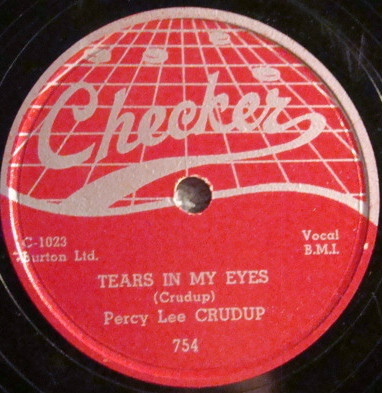 Checker
C-1023
Burton Ltd.
Vocal
B.M.I.
TEARS IN MY EYES
(Crudup)
Percy Lee CRUDUP
754